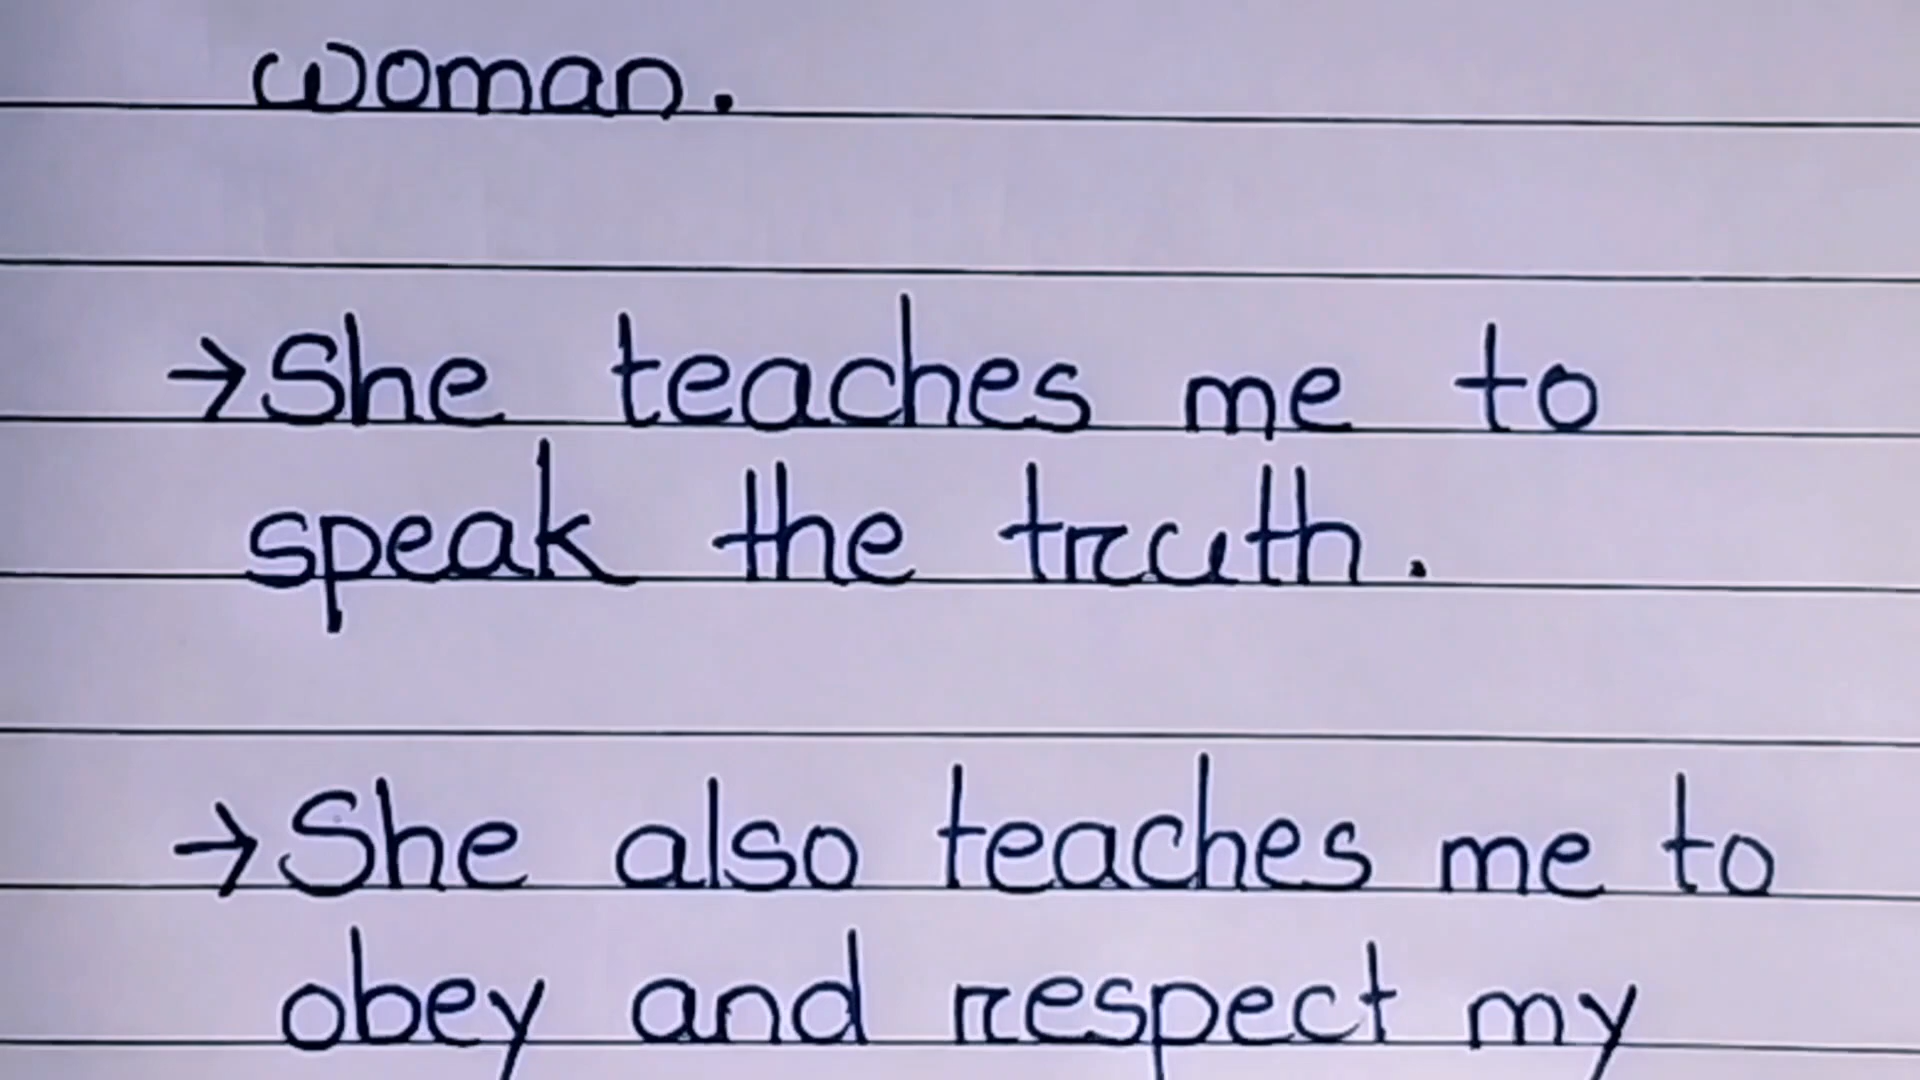 woman.
→She teaches me to
speak the truth.
→She also teaches me to
obey and respect my